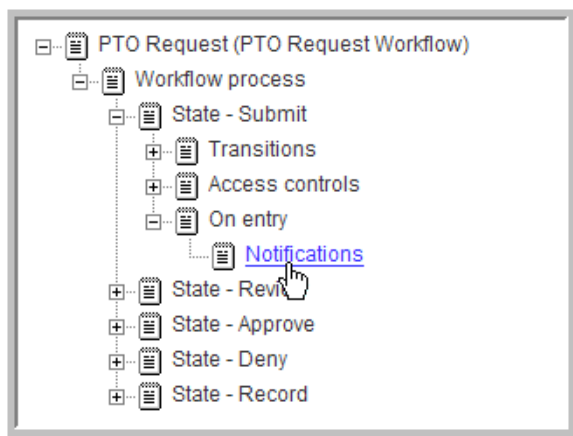 PTO Request (PTO Request Workflow)
Workflow process
State - Submit
Transitions
Access controls
On entry
Notifications
State - Review
State - Approve
State - Deny
State - Record